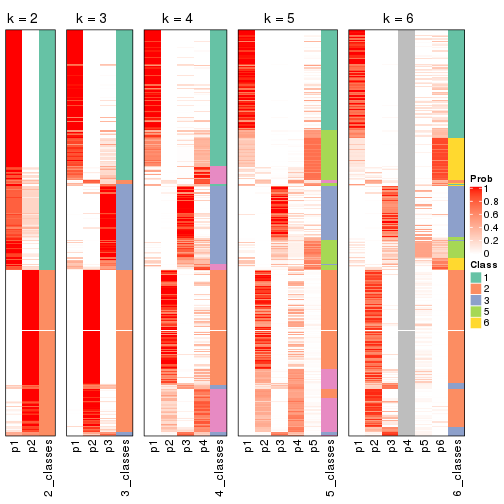 k = 2
k = 3
k = 4
k = 5
k = 6
p1
p2
2_classes
p1
p2
p3
3_classes
p1
p2
p3
p4
4_classes
p1
p2
p3
p4
p5
5_classes
p1
p2
p3
p4
p5
p6
6_classes
Prob
1
0.8
0.6
0.4
0.2
0
Class
1
2
3
5
6